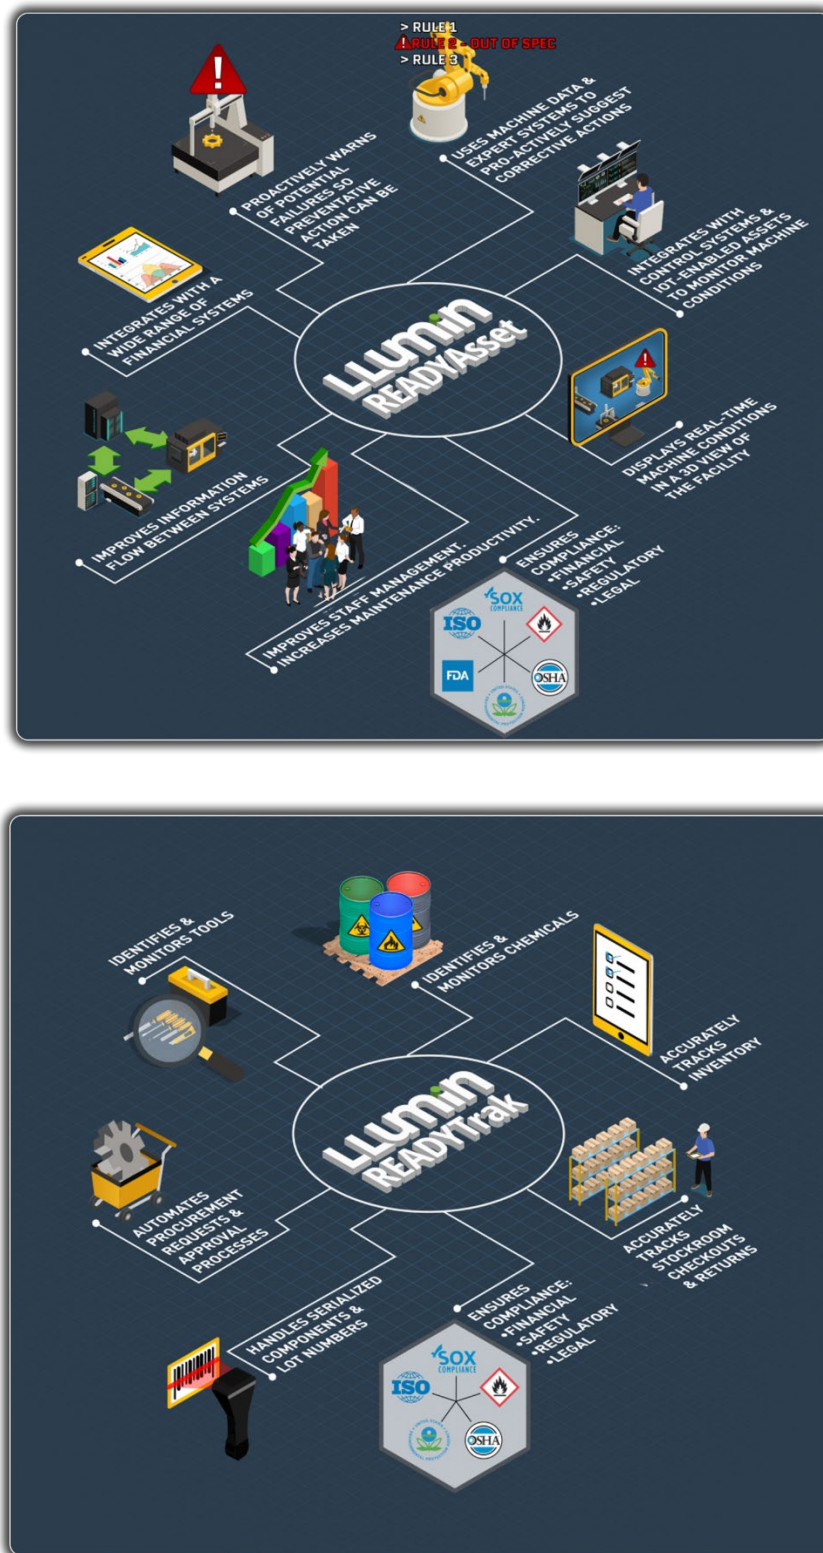 > RULE 1
RULE 2 - OUT OF SPEC
> RULE 3
PROACTIVELY WARNS
OF POTENTIAL
FAILURES SO
PREVENTATIVE
ACTION CAN BE
TAKEN
USES MACHINE DATA &
EXPERT SYSTEMS TO
PRO-ACTIVELY SUGGEST
CORRECTIVE ACTIONS
INTEGRATES WITH
CONTROL SYSTEMS &
IOT-ENABLED ASSETS
TO MONITOR MACHINE
CONDITIONS
INTEGRATES WITH A
WIDE RANGE OF
FINANCIAL SYSTEMS
LLUMIN
READYAsset
DISPLAYS REAL-TIME
MACHINE CONDITIONS
IN A 3D VIEW OF
THE FACILITY
IMPROVES INFORMATION
FLOW BETWEEN SYSTEMS
IMPROVES STAFF MANAGEMENT.
INCREASES MAINTENANCE PRODUCTIVITY.
ENSURES
COMPLIANCE:
•FINANCIAL
•SAFETY
•REGULATORY
•LEGAL
SOX
COMPLIANCE
ISO
FDA
OSHA
IDENTIFIES &
MONITORS TOOLS
IDENTIFIES &
MONITORS CHEMICALS
ACCURATELY
TRACKS
INVENTORY
LLUMIN
READYTrak
AUTOMATES
PROCUREMENT
REQUESTS &
APPROVAL
PROCESSES
ACCURATELY
TRACKS
STOCKROOM
CHECKOUTS
& RETURNS
HANDLES SERIALIZED
COMPONENTS &
LOT NUMBERS
ENSURES
COMPLIANCE:
•FINANCIAL
•SAFETY
•REGULATORY
•LEGAL
SOX
COMPLIANCE
ISO
OSHA